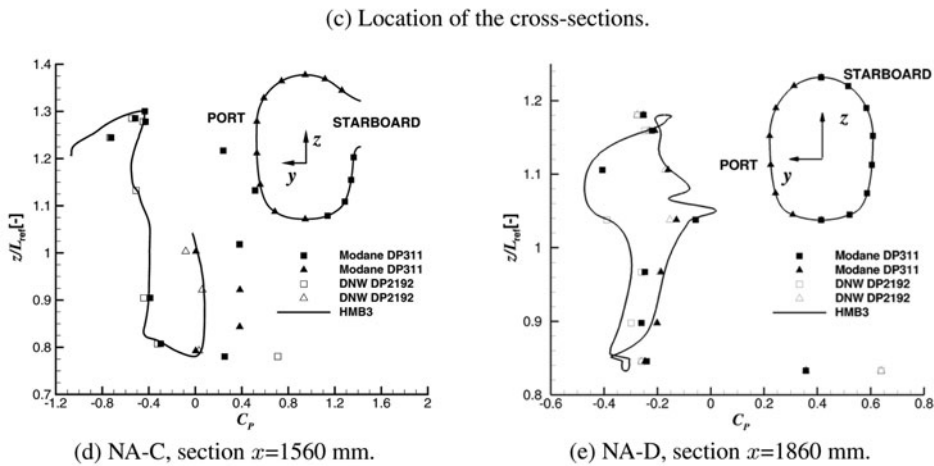 (c) Location of the cross-sections.
1.4
1.3
1.2
1.1
1
0.9
0.8
0.7
z/Lref[-]
-1.2
-0.8
-0.4
0
0.4
0.8
1.2
1.6
2
CP
PORT
STARBOARD
z
y
Modane DP311
Modane DP311
DNW DP2192
DNW DP2192
HMB3
(d) NA-C, section x=1560 mm.
1.2
1.1
1
0.9
0.8
z/Lref[-]
-0.6
-0.4
-0.2
0
0.2
0.4
0.6
0.8
CP
STARBOARD
PORT
z
y
Modane DP311
Modane DP311
DNW DP2192
DNW DP2192
HMB3
(e) NA-D, section x=1860 mm.